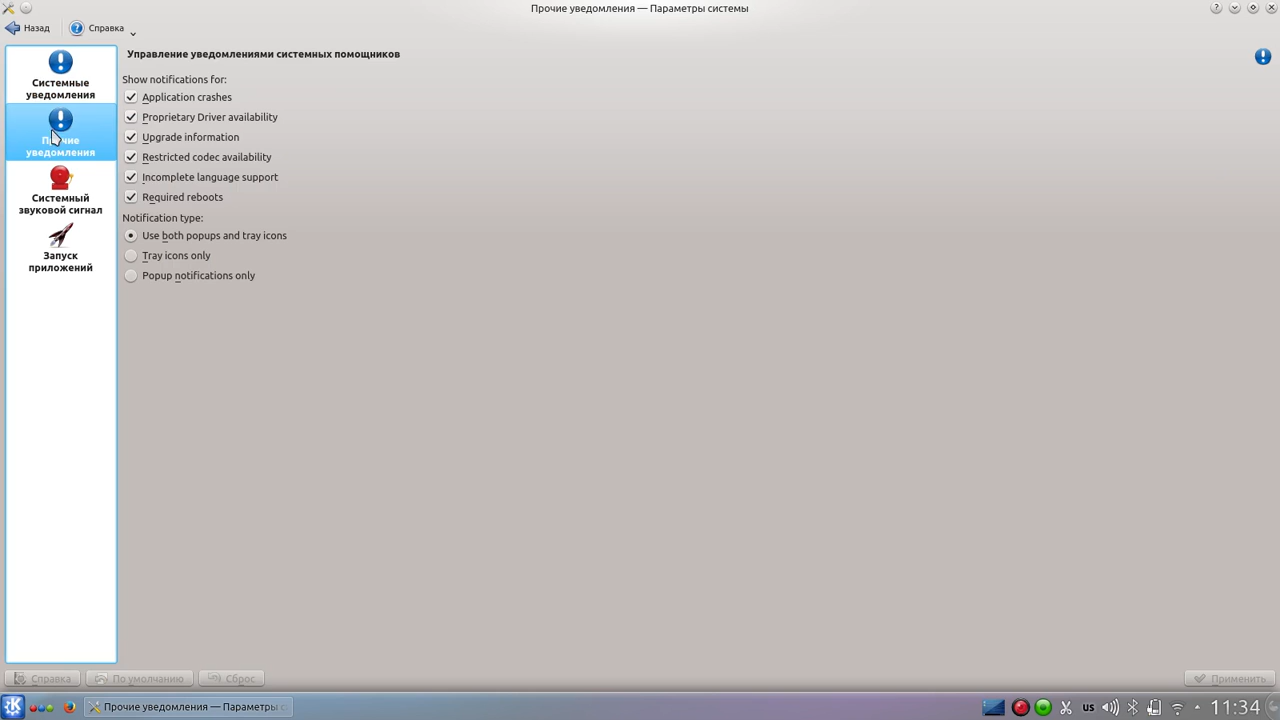 Прочие уведомления — Параметры системы
Назад
Справка
Управление уведомлениями системных помощников
Системные
уведомления
Прочие
уведомления
Системный
звуковой сигнал
Запуск
приложений
Show notifications for:
Application crashes
Proprietary Driver availability
Upgrade information
Restricted codec availability
Incomplete language support
Required reboots
Notification type:
Use both popups and tray icons
Tray icons only
Popup notifications only
Справка
По умолчанию
Сброс
Применить
Прочие уведомления — Параметры с
us
11:34